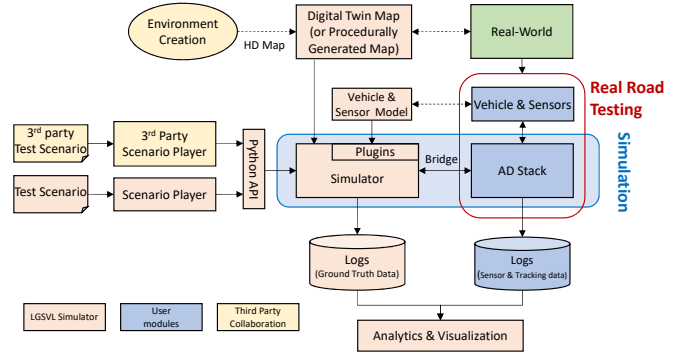 Environment
Creation
HD Map
Digital Twin Map
(or Procedurally
Generated Map)
Real-World
Real Road
Testing
Vehicle &
Sensor Model
Vehicle & Sensors
3rd party
Test Scenario
3rd Party
Scenario Player
Python API
Plugins
Simulator
Bridge
AD Stack
Simulation
Test Scenario
Scenario Player
Logs
(Ground Truth Data)
Logs
(Sensor & Tracking data)
LGSVL Simulator
User
modules
Third Party
Collaboration
Analytics & Visualization